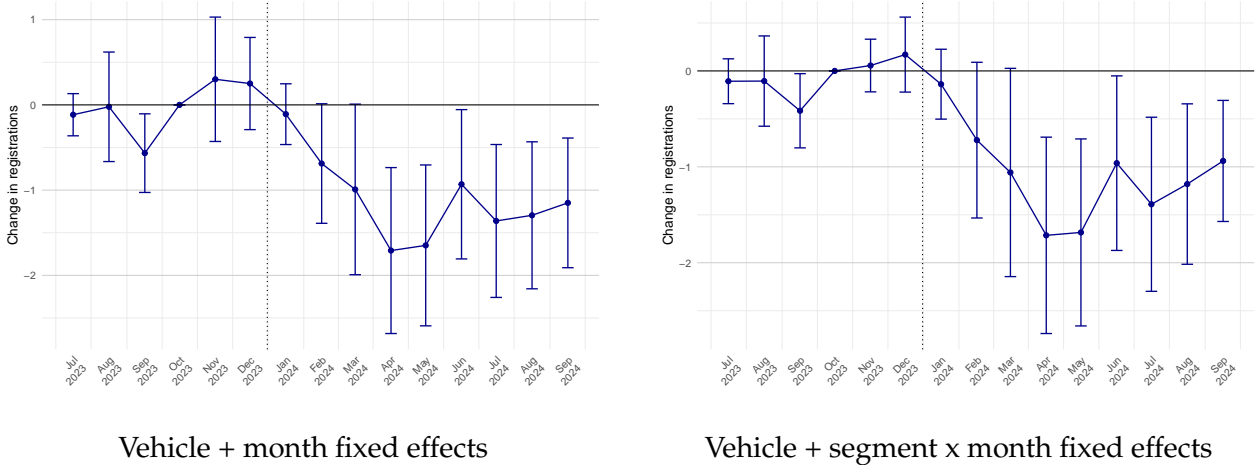 1
0
−1
−2
Change in registrations
Jul 2023
Aug 2023
Sep 2023
Oct 2023
Nov 2023
Dec 2023
Jan 2024
Feb 2024
Mar 2024
Apr 2024
May 2024
Jun 2024
Jul 2024
Aug 2024
Sep 2024
Vehicle + month fixed effects
0
−1
−2
Change in registrations
Jul 2023
Aug 2023
Sep 2023
Oct 2023
Nov 2023
Dec 2023
Jan 2024
Feb 2024
Mar 2024
Apr 2024
May 2024
Jun 2024
Jul 2024
Aug 2024
Sep 2024
Vehicle + segment x month fixed effects